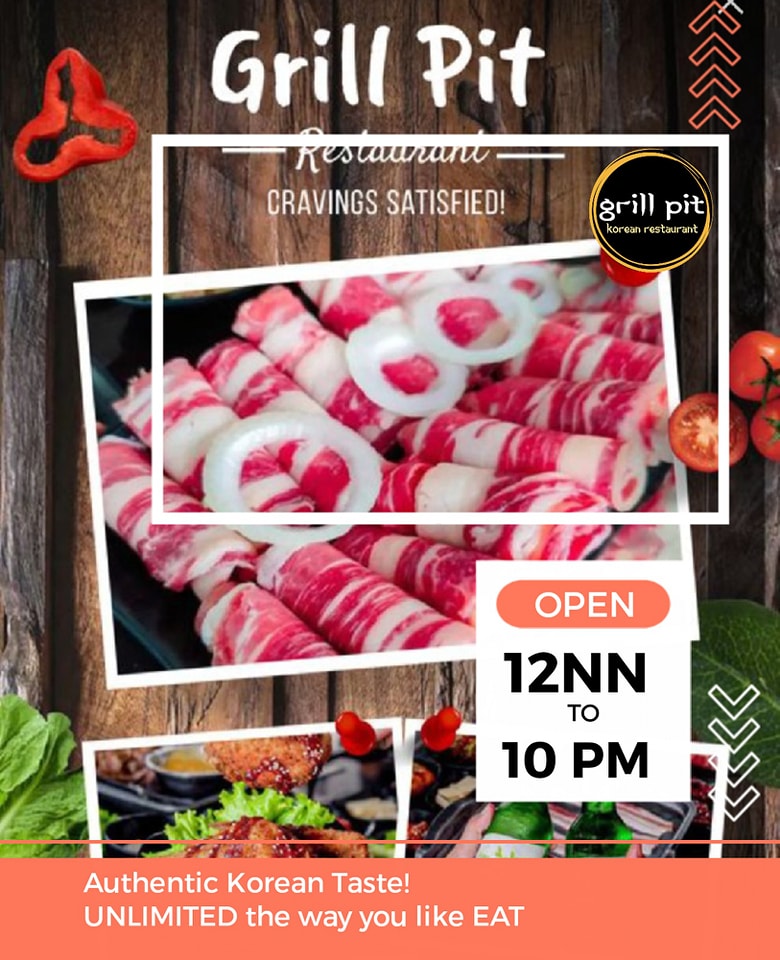 Grill Pit
Restaurant
CRAVINGS SATISFIED!
grill pit
korean restaurant
OPEN
12NN
TO
10 PM
Authentic Korean Taste!
UNLIMITED the way you like EAT